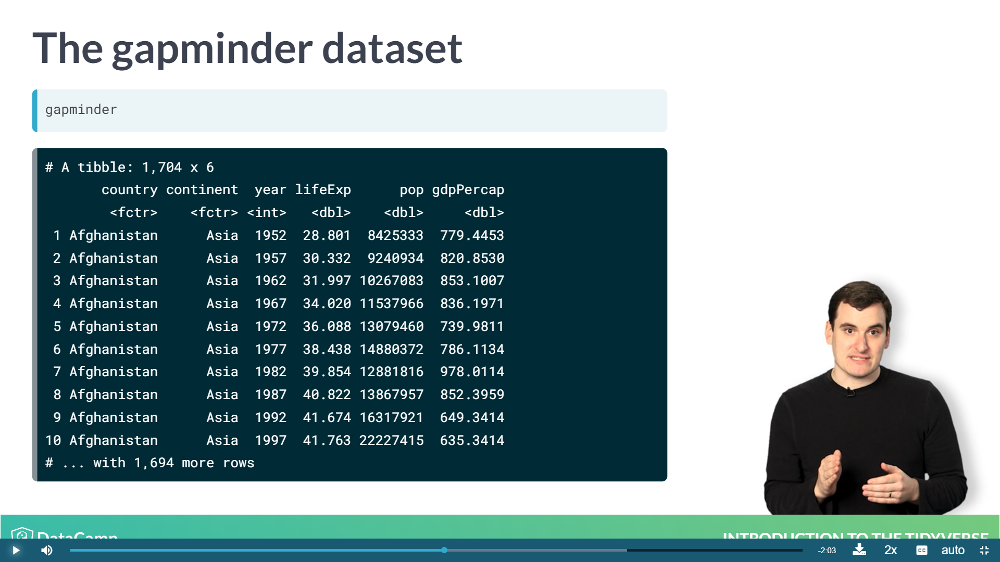 The gapminder dataset
gapminder
# A tibble: 1,704 x 6
country continent year lifeExp pop gdpPercap
<fctr> <fctr> <int> <dbl> <dbl> <dbl>
1 Afghanistan Asia 1952 28.801 8425333 779.4453
2 Afghanistan Asia 1957 30.332 9240934 820.8530
3 Afghanistan Asia 1962 31.997 10267083 853.1007
4 Afghanistan Asia 1967 34.020 11537966 836.1971
5 Afghanistan Asia 1972 36.088 13079460 739.9811
6 Afghanistan Asia 1977 38.438 14880372 786.1134
7 Afghanistan Asia 1982 39.854 12881816 978.0114
8 Afghanistan Asia 1987 40.822 13867957 852.3959
9 Afghanistan Asia 1992 41.674 16317921 649.3414
10 Afghanistan Asia 1997 41.763 22227415 635.3414
# ... with 1,694 more rows
DataCamp
INTRODUCTION TO THE TIDYVERSE
-2:03 2x CC auto